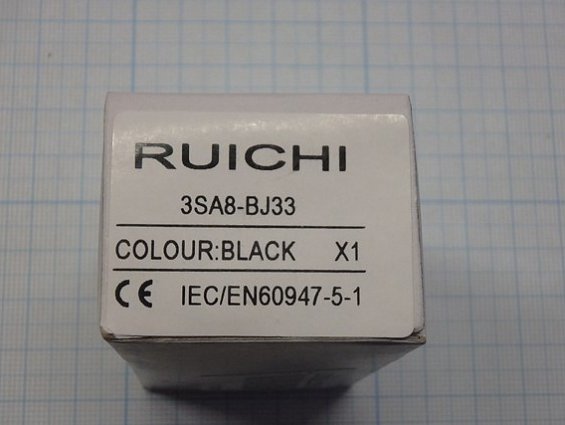 RUICHI
3SA8-BJ33
COLOUR:BLACK X1
CE IEC/EN60947-5-1